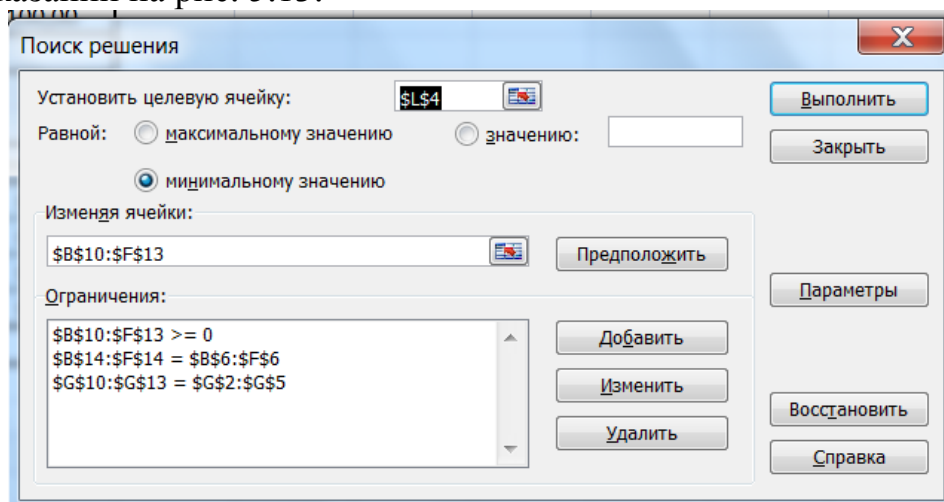 Поиск решения
Установить целевую ячейку: $L$4
Выполнить
Равной: максимальному значению значению:
Закрыть
минимальному значению
Изменяя ячейки:
$B$10:$F$13
Предположить
Ограничения:
Параметры
$B$10:$F$13 >= 0
$B$14:$F$14 = $B$6:$F$6
$G$10:$G$13 = $G$2:$G$5
Добавить
Изменить
Восстановить
Удалить
Справка